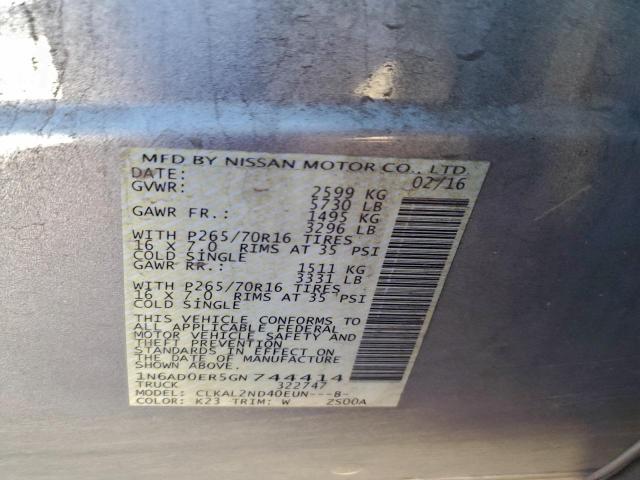 MFD BY NISSAN MOTOR CO., LTD.
DATE: 02/16
GVWR: 2599 KG
5730 LB
GAWR FR.: 1495 KG
3296 LB
WITH P265/70R16 TIRES
16 X 7.0 RIMS AT 35 PSI
COLD SINGLE
GAWR RR.: 1511 KG
3331 LB
WITH P265/70R16 TIRES
16 X 7.0 RIMS AT 35 PSI
COLD SINGLE
THIS VEHICLE CONFORMS TO
ALL APPLICABLE FEDERAL
MOTOR VEHICLE SAFETY AND
THEFT PREVENTION
STANDARDS IN EFFECT ON
THE DATE OF MANUFACTURE
SHOWN ABOVE.
1N6AD0ER5GN744414
TRUCK 322747
MODEL: CLKAL2ND40EUN---B-
COLOR: K23 TRIM: W 2S00A